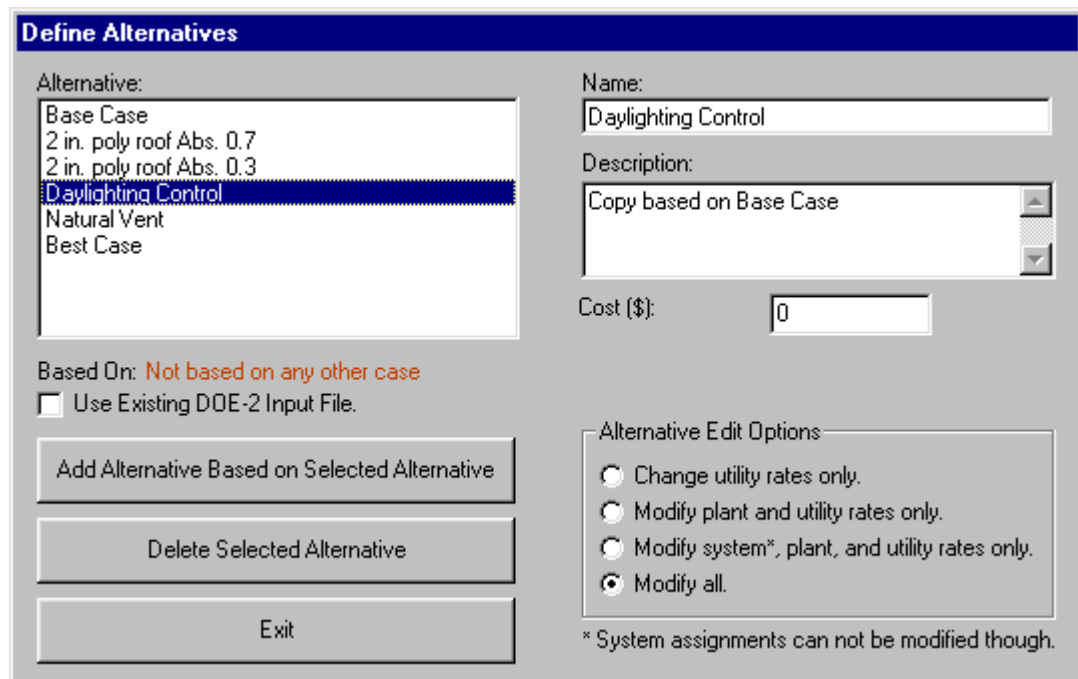 Define Alternatives
Alternative:
Base Case
2 in. poly roof Abs. 0.7
2 in. poly roof Abs. 0.3
Daylighting Control
Natural Vent
Best Case
Based On: Not based on any other case
Use Existing DOE-2 Input File.
Add Alternative Based on Selected Alternative
Delete Selected Alternative
Exit
Name:
Daylighting Control
Description:
Copy based on Base Case
Cost ($):
0
Alternative Edit Options
Change utility rates only.
Modify plant and utility rates only.
Modify system*, plant, and utility rates only.
Modify all.
* System assignments can not be modified though.